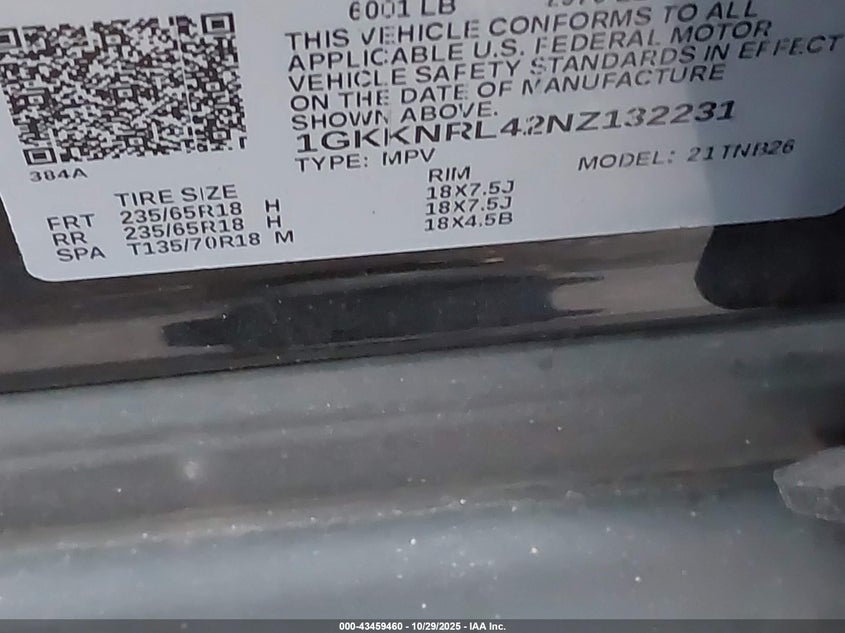 6001 LB
THIS VEHICLE CONFORMS TO ALL
APPLICABLE U.S. FEDERAL MOTOR
VEHICLE SAFETY STANDARDS IN EFFECT
ON THE DATE OF MANUFACTURE
SHOWN ABOVE.
1GKKNRL42NZ132231
TYPE: MPV MODEL: 21TNB26
384A
TIRE SIZE RIM
FRT 235/65R18 H 18X7.5J
RR 235/65R18 H 18X7.5J
SPA T135/70R18 M 18X4.5B
000-43459460 - 10/29/2025 - IAA Inc.